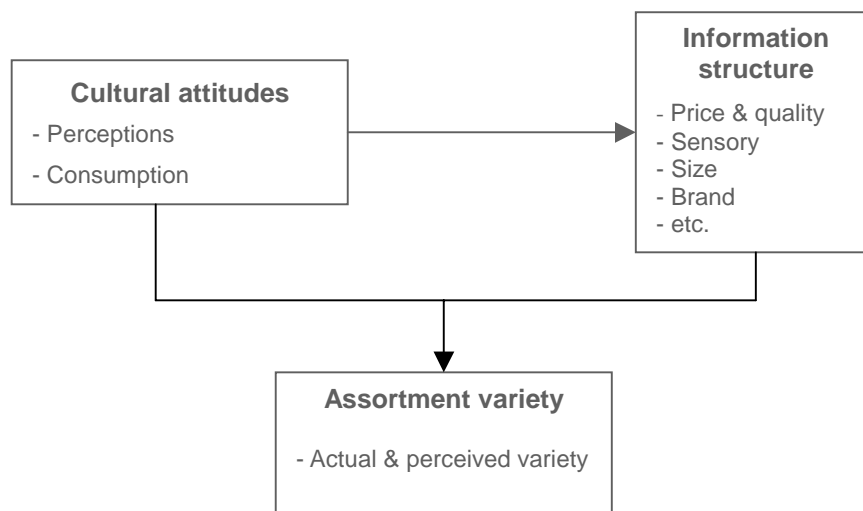 Cultural attitudes
- Perceptions
- Consumption
Information
structure
- Price & quality
- Sensory
- Size
- Brand
- etc.
Assortment variety
- Actual & perceived variety